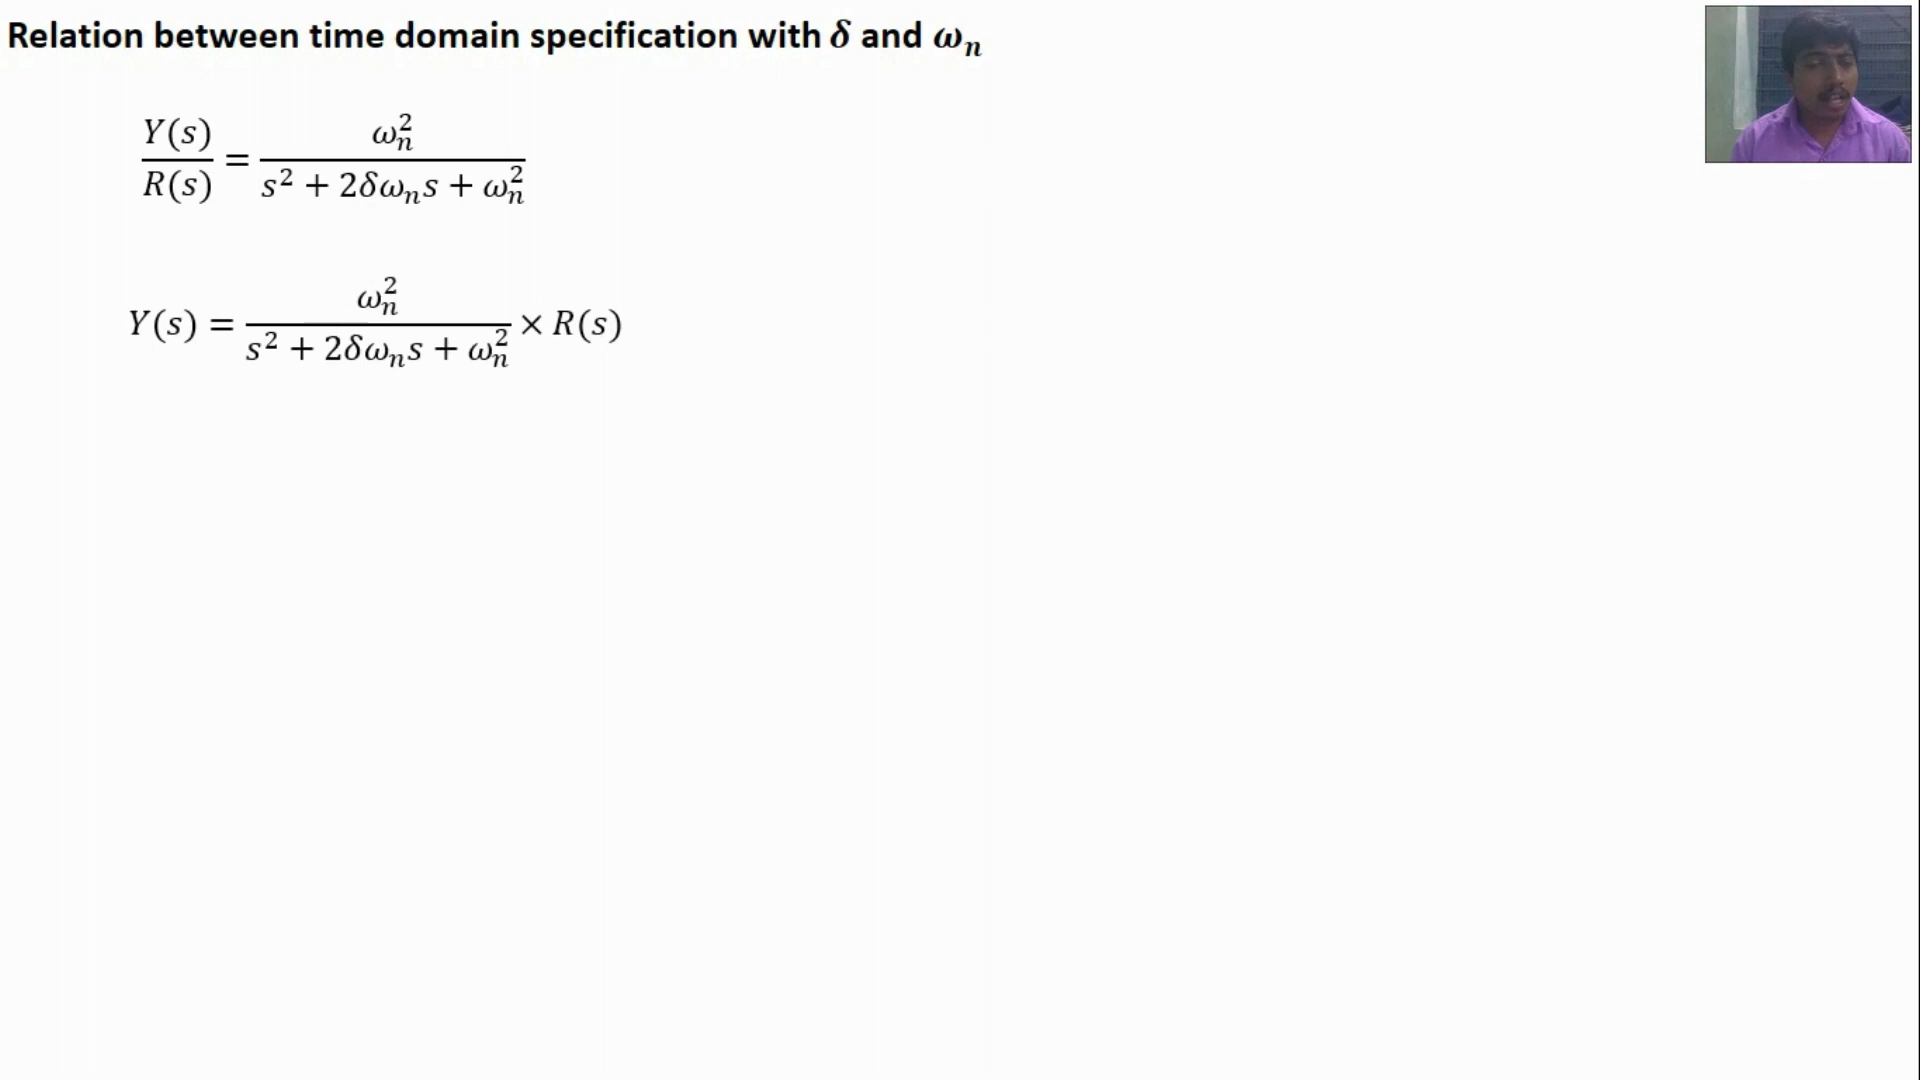 Relation between time domain specification with δ and ωₙ
Y(s)/R(s) = ωₙ²/(s² + 2δωₙs + ωₙ²)
Y(s) = ωₙ²/(s² + 2δωₙs + ωₙ²) × R(s)